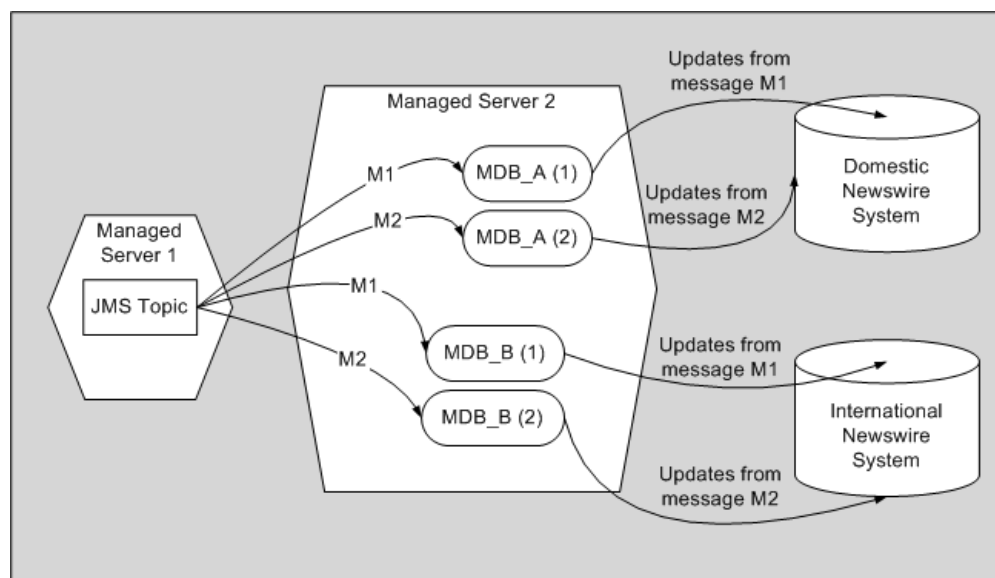 Updates from
message M1
Managed Server 2
M1
MDB_A (1)
Domestic
Newswire
System
Updates from
message M2
M2
MDB_A (2)
Managed
Server 1
JMS Topic
M1
MDB_B (1)
Updates from
message M1
M2
MDB_B (2)
International
Newswire
System
Updates from
message M2